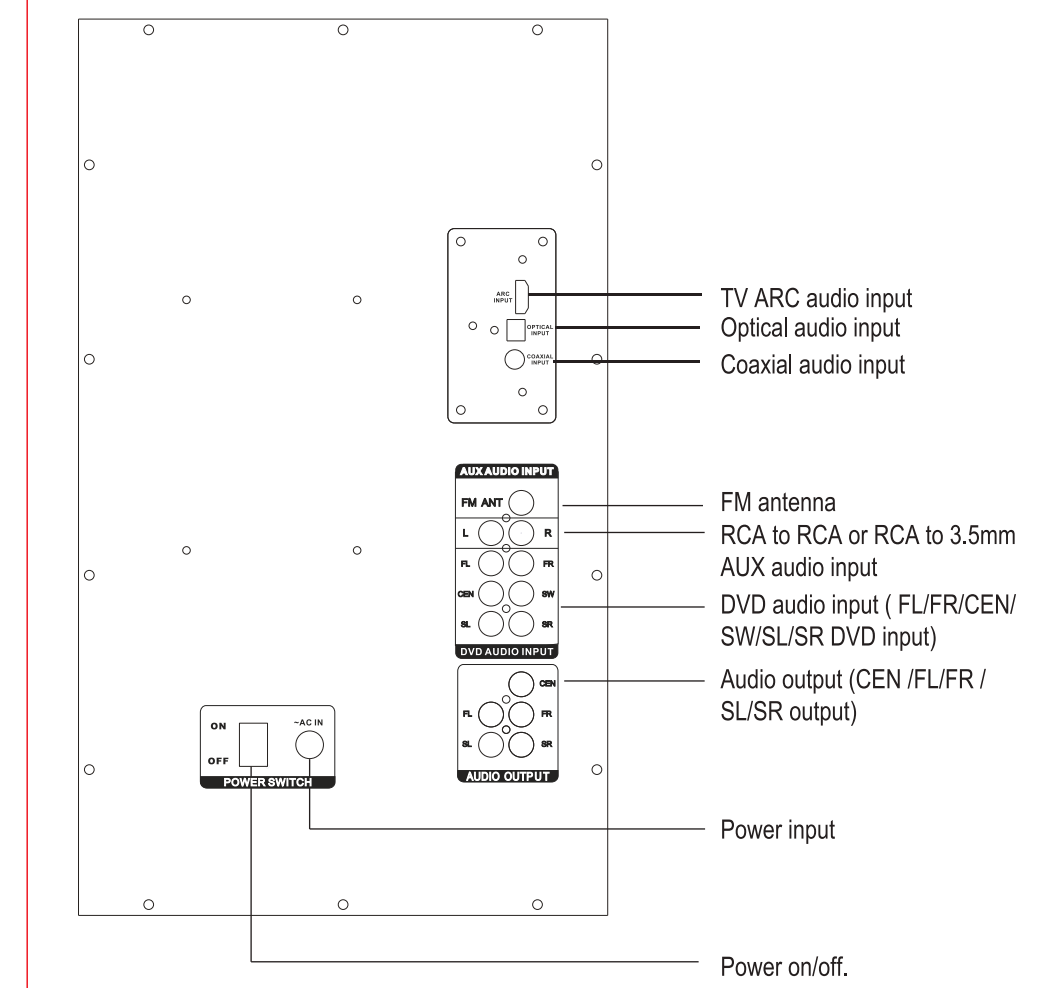 ARC
INPUT
TV ARC audio input
OPTICAL
INPUT
Optical audio input
COAXIAL
INPUT
Coaxial audio input
AUX AUDIO INPUT
FM ANT
FM antenna
L R
RCA to RCA or RCA to 3.5mm
AUX audio input
FL FR
CEN SW
SL SR
DVD AUDIO INPUT
DVD audio input ( FL/FR/CEN/
SW/SL/SR DVD input)
CEN
FL FR
SL SR
AUDIO OUTPUT
Audio output (CEN /FL/FR /
SL/SR output)
ON
OFF
~AC IN
POWER SWITCH
Power input
Power on/off.